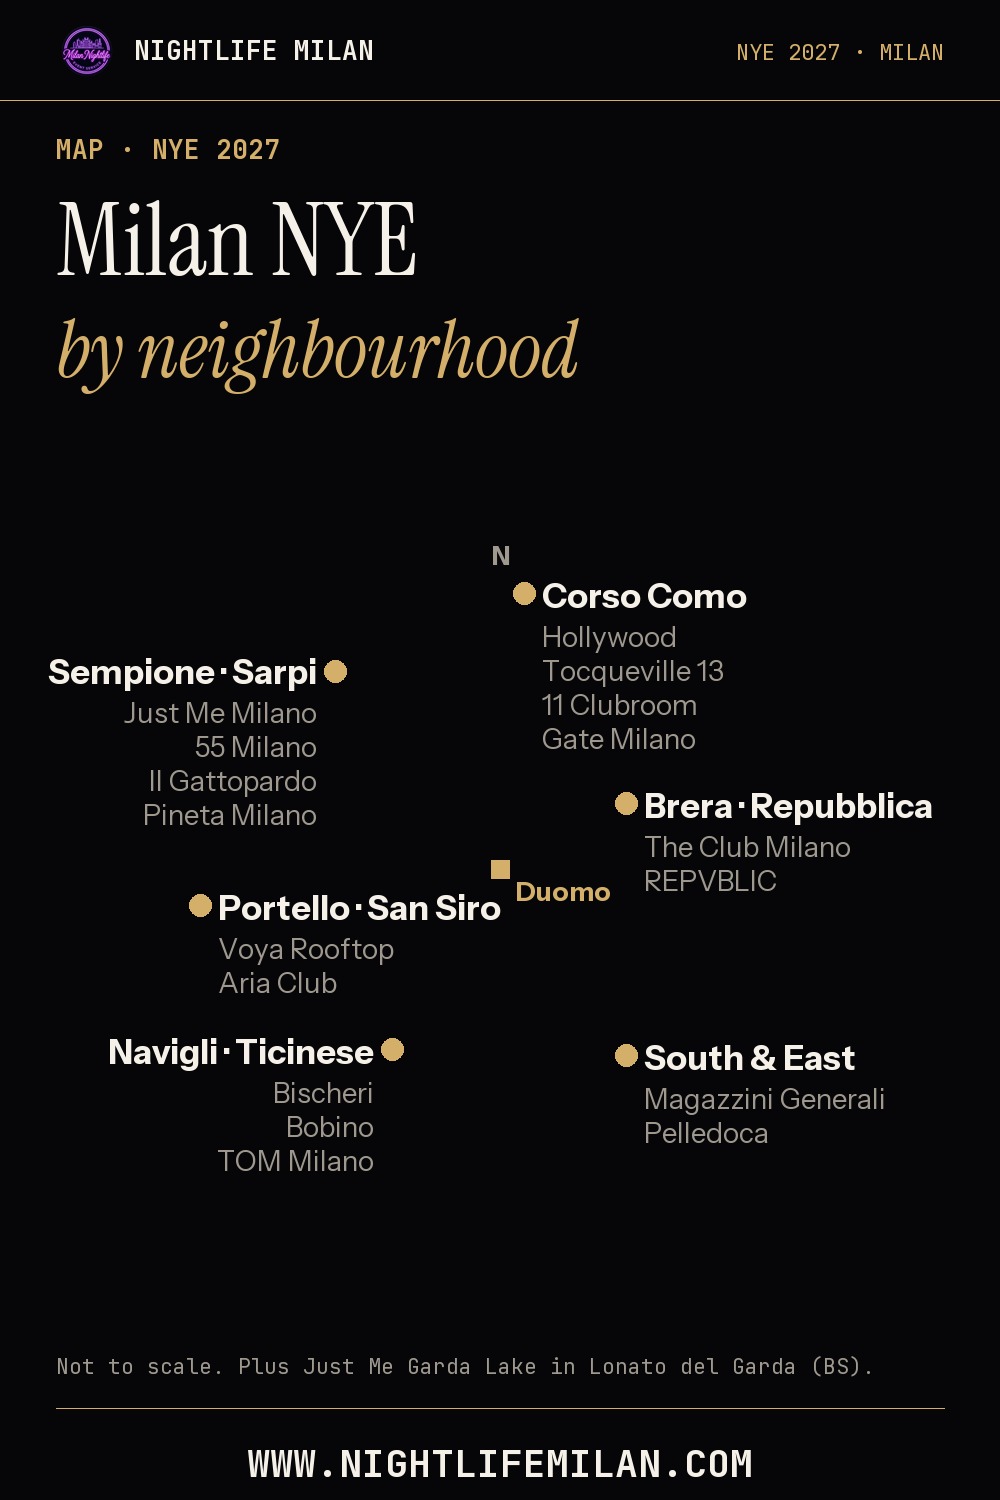 Milan Nightlife
NIGHTLIFE MILAN
NYE 2027 · MILAN
MAP · NYE 2027
Milan NYE
by neighbourhood
N
Corso Como
Hollywood
Tocqueville 13
11 Clubroom
Gate Milano
Sempione · Sarpi
Just Me Milano
55 Milano
Il Gattopardo
Pineta Milano
Brera · Repubblica
The Club Milano
REPVBLIC
Duomo
Portello · San Siro
Voya Rooftop
Aria Club
Navigli · Ticinese
Bischeri
Bobino
TOM Milano
South & East
Magazzini Generali
Pelledoca
Not to scale. Plus Just Me Garda Lake in Lonato del Garda (BS).
WWW.NIGHTLIFEMILAN.COM